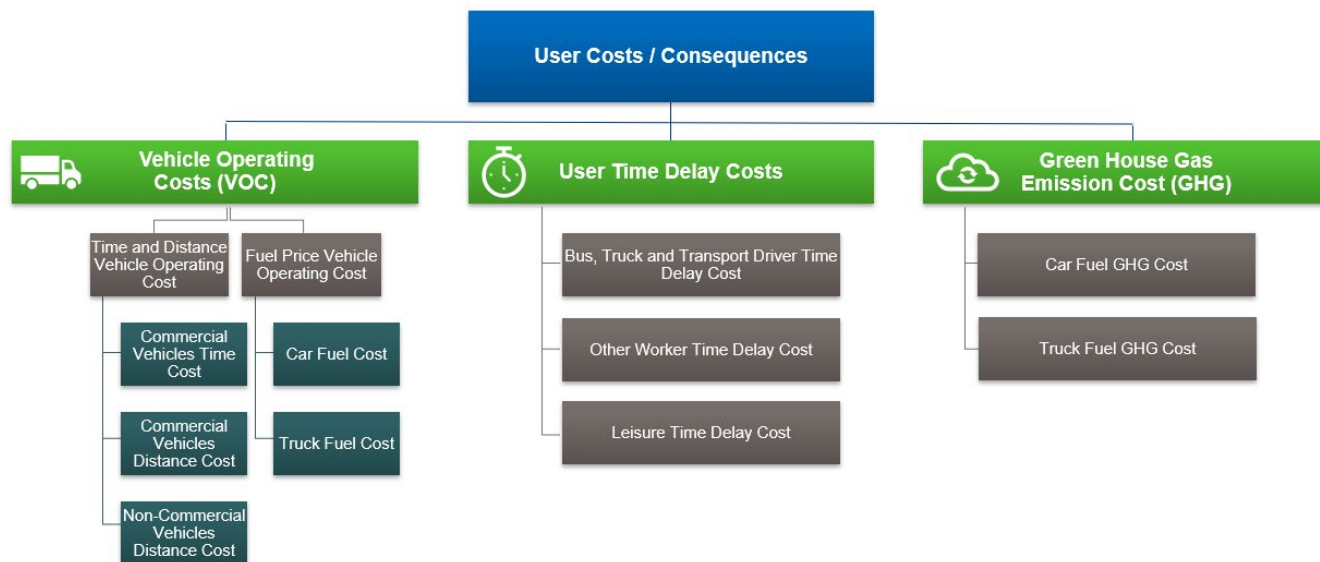 User Costs / Consequences
Vehicle Operating
Costs (VOC)
Time and Distance
Vehicle Operating
Cost
Commercial
Vehicles Time
Cost
Commercial
Vehicles
Distance Cost
Non-Commercial
Vehicles
Distance Cost
Fuel Price Vehicle
Operating Cost
Car Fuel Cost
Truck Fuel Cost
User Time Delay Costs
Bus, Truck and Transport Driver Time
Delay Cost
Other Worker Time Delay Cost
Leisure Time Delay Cost
Green House Gas
Emission Cost (GHG)
Car Fuel GHG Cost
Truck Fuel GHG Cost